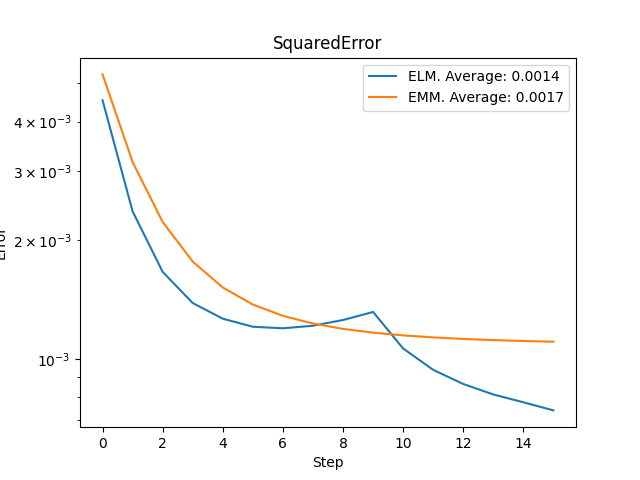 SquaredError
ELM. Average: 0.0014
EMM. Average: 0.0017
4 × 10⁻³
3 × 10⁻³
2 × 10⁻³
10⁻³
Error
0 2 4 6 8 10 12 14
Step